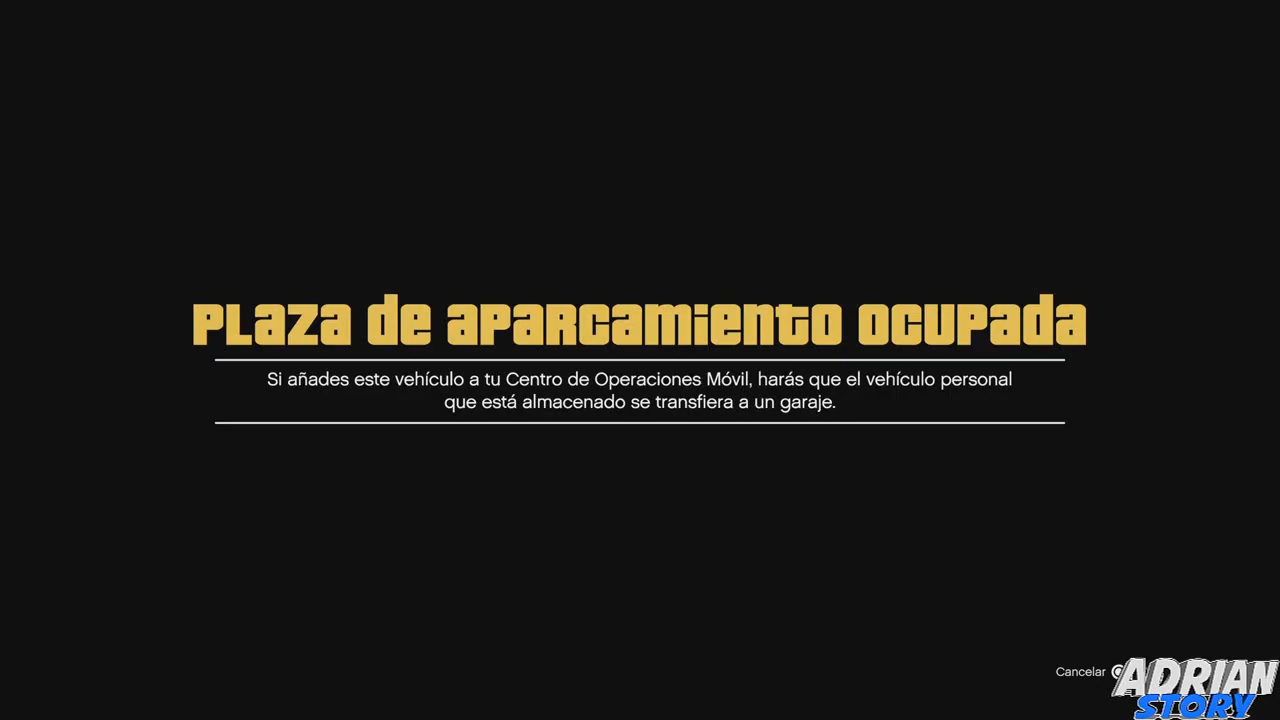 PLAZA DE APARCAMIENTO OCUPADA
Si añades este vehículo a tu Centro de Operaciones Móvil, harás que el vehículo personal
que está almacenado se transfiera a un garaje.
Cancelar
ADRIAN
STORY